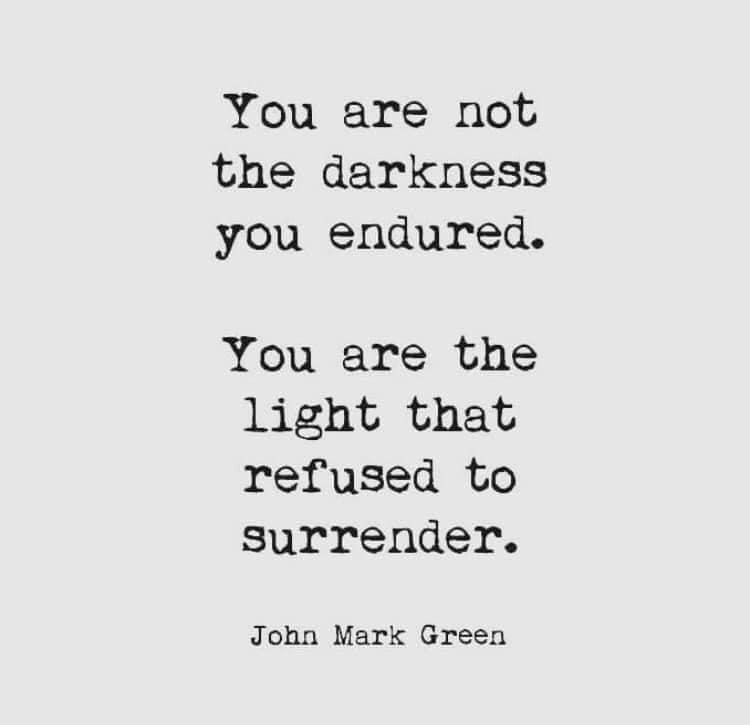 You are not
the darkness
you endured.
You are the
light that
refused to
surrender.
John Mark Green